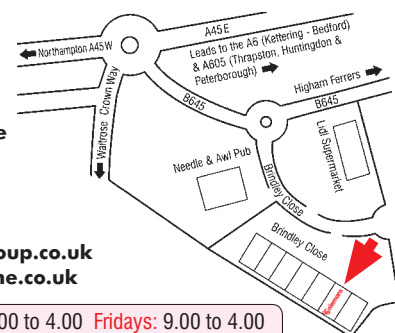 A45E
Northampton A45W
Leads to the A6 (Kettering - Bedford)
& A605 (Thrapston, Huntingdon &
Peterborough)
Crown Way
Waitrose
B645
Higham Ferrers
B645
Lidl Supermarket
Needle & Awl Pub
Brindley Close
Brindley Close
e
oup.co.uk
ne.co.uk
.00 to 4.00 Fridays: 9.00 to 4.00